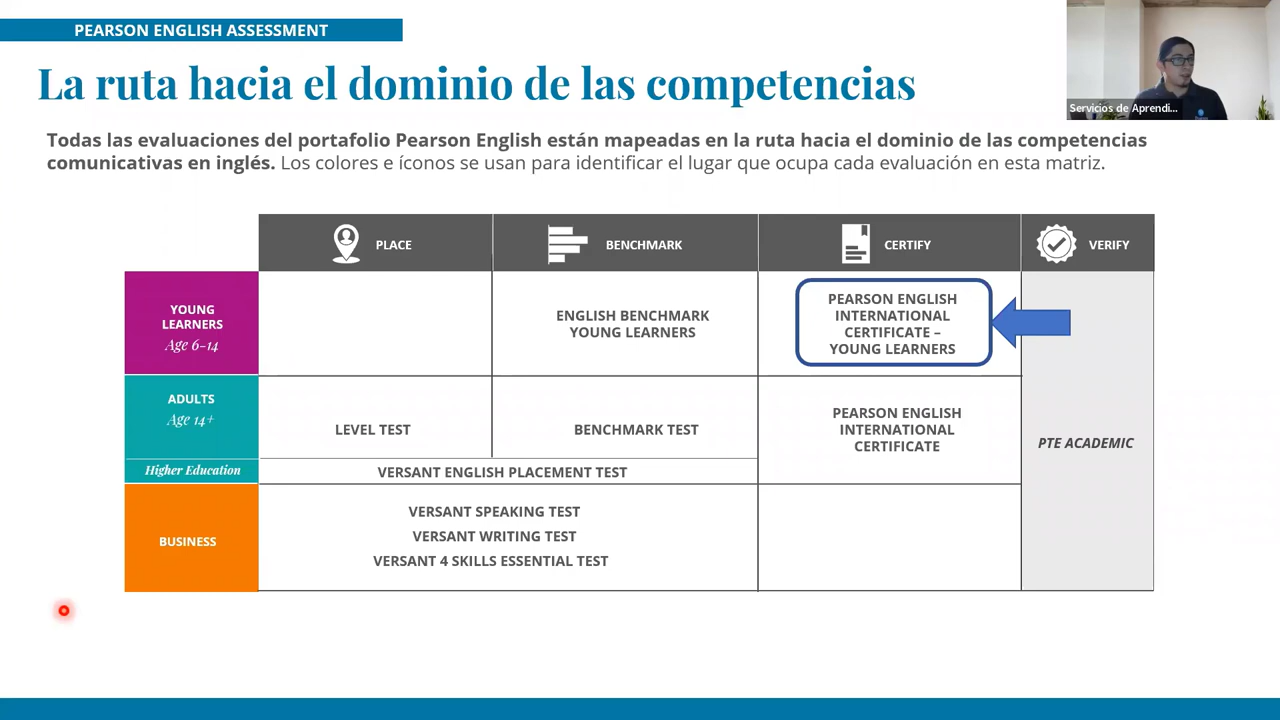 PEARSON ENGLISH ASSESSMENT
La ruta hacia el dominio de las competencias
Servicios de Aprendi...
Todas las evaluaciones del portafolio Pearson English están mapeadas en la ruta hacia el dominio de las competencias
comunicativas en inglés. Los colores e íconos se usan para identificar el lugar que ocupa cada evaluación en esta matriz.
PLACE
BENCHMARK
CERTIFY
VERIFY
YOUNG
LEARNERS
Age 6-14
ENGLISH BENCHMARK
YOUNG LEARNERS
PEARSON ENGLISH
INTERNATIONAL
CERTIFICATE –
YOUNG LEARNERS
ADULTS
Age 14+
LEVEL TEST
BENCHMARK TEST
PEARSON ENGLISH
INTERNATIONAL
CERTIFICATE
PTE ACADEMIC
Higher Education
VERSANT ENGLISH PLACEMENT TEST
BUSINESS
VERSANT SPEAKING TEST
VERSANT WRITING TEST
VERSANT 4 SKILLS ESSENTIAL TEST